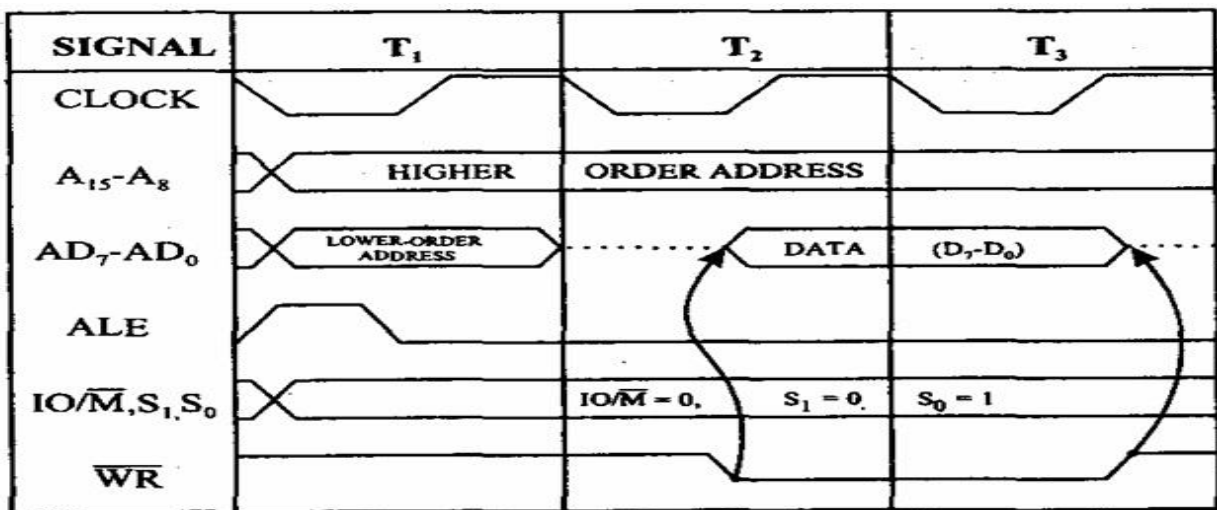 SIGNAL T₁ T₂ T₃
CLOCK
A₁₅-A₈ HIGHER ORDER ADDRESS
AD₇-AD₀ LOWER-ORDER ADDRESS DATA (D₇-D₀)
ALE
IO/M̅,S₁,S₀ IO/M̅ = 0, S₁ = 0, S₀ = 1
W̅R̅